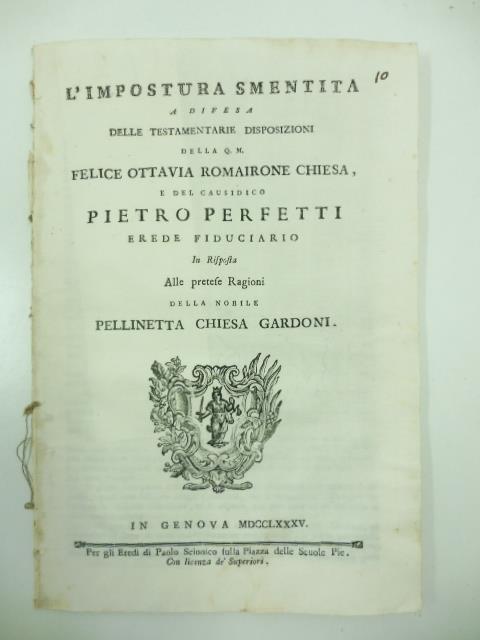 10
L'IMPOSTURA SMENTITA
A DIFESA
DELLE TESTAMENTARIE DISPOSIZIONI
DELLA Q. M.
FELICE OTTAVIA ROMAIRONE CHIESA,
E DEL CAUSIDICO
PIETRO PERFETTI
EREDE FIDUCIARIO
In Riſpoſta
Alle preteſe Ragioni
DELLA NOBILE
PELLINETTA CHIESA GARDONI.
IN GENOVA MDCCLXXXV.
Per gli Eredi di Paolo Scionico ſulla Piazza delle Scuole Pie.
Con licenza de' Superiori.